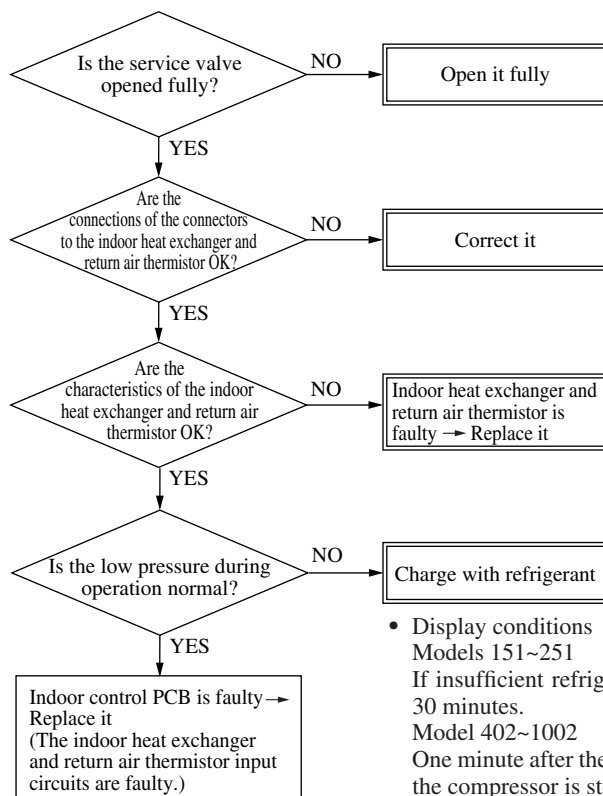 Is the service valve
opened fully?
NO
Open it fully
YES
Are the
connections of the connectors
to the indoor heat exchanger and
return air thermistor OK?
NO
Correct it
YES
Are the
characteristics of the indoor
heat exchanger and return air
thermistor OK?
NO
Indoor heat exchanger and
return air thermistor is
faulty → Replace it
YES
Is the low pressure during
operation normal?
NO
Charge with refrigerant
YES
Indoor control PCB is faulty →
Replace it
(The indoor heat exchanger
and return air thermistor input
circuits are faulty.)
• Display conditions
Models 151~251
If insufficient
30 minutes.
Model 402~1002
One minute after the
the compressor is